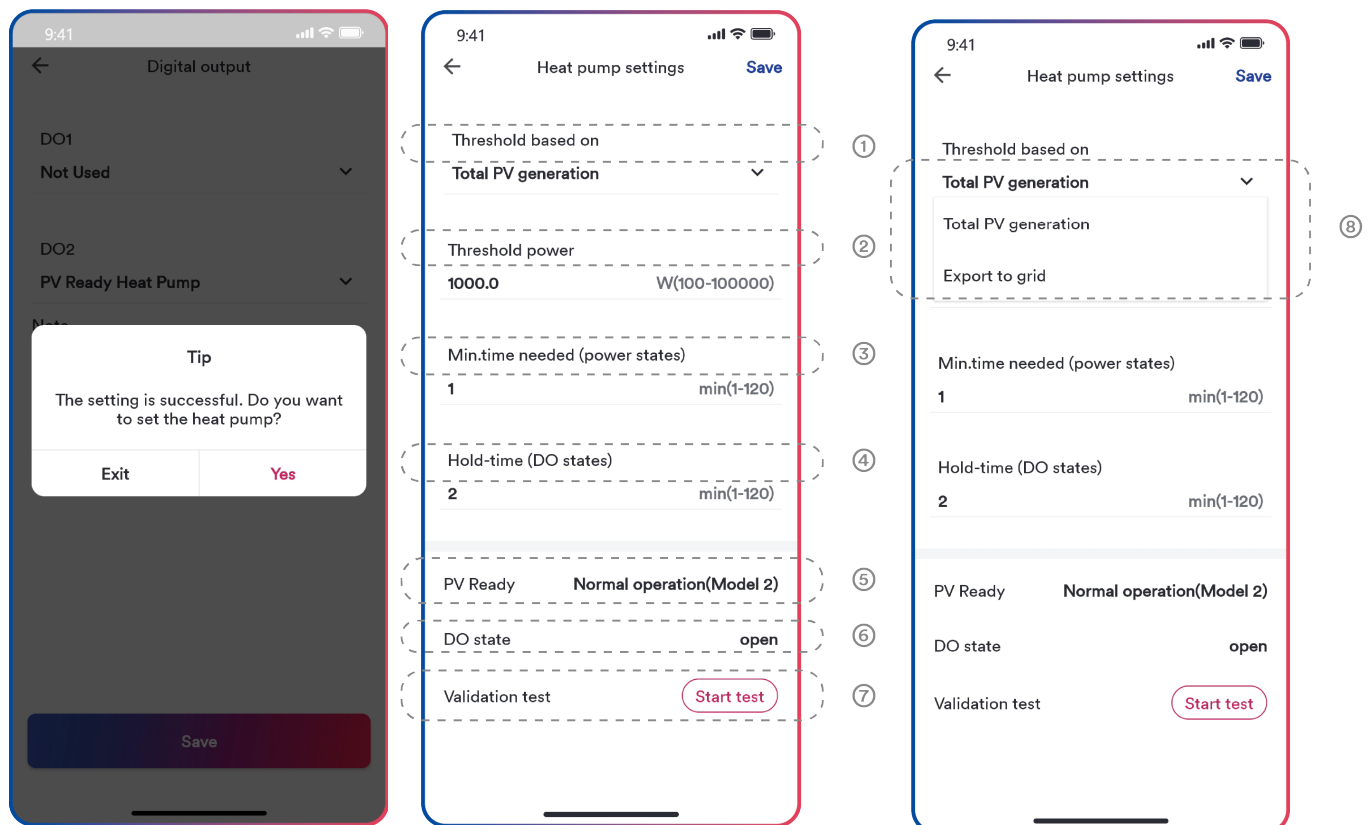 9:41
Digital output
DO1
Not Used
DO2
PV Ready Heat Pump
Note
Tip
The setting is successful. Do you want
to set the heat pump?
Exit
Yes
Save
9:41
Heat pump settings
Save
Threshold based on
①
Total PV generation
Threshold power
②
1000.0
W(100-100000)
Min.time needed (power states)
③
1
min(1-120)
Hold-time (DO states)
④
2
min(1-120)
PV Ready
Normal operation(Model 2)
⑤
DO state
open
⑥
Validation test
Start test
⑦
9:41
Heat pump settings
Save
Threshold based on
Total PV generation
Total PV generation
⑧
Export to grid
Min.time needed (power states)
1
min(1-120)
Hold-time (DO states)
2
min(1-120)
PV Ready
Normal operation(Model 2)
DO state
open
Validation test
Start test